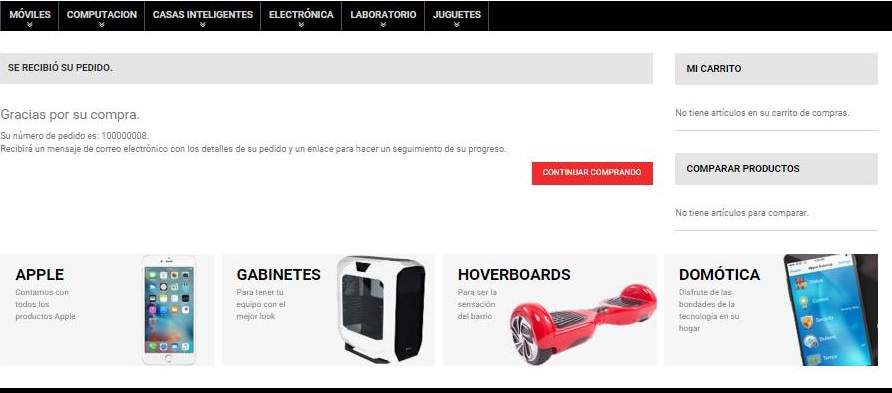 MÓVILES COMPUTACION CASAS INTELIGENTES ELECTRÓNICA LABORATORIO JUGUETES
SE RECIBIÓ SU PEDIDO.
Gracias por su compra.
Su número de pedido es: 100000008.
Recibirá un mensaje de correo electrónico con los detalles de su pedido y un enlace para hacer un seguimiento de su progreso.
CONTINUAR COMPRANDO
MI CARRITO
No tiene artículos en su carrito de compras.
COMPARAR PRODUCTOS
No tiene artículos para comparar.
APPLE
Contamos con
todos los
productos Apple
GABINETES
Para tener tu
equipo con el
mejor look
HOVERBOARDS
Para ser la
sensación
del barrio
DOMÓTICA
Disfrute de las
bondades de la
tecnología en su
hogar
Control
Security